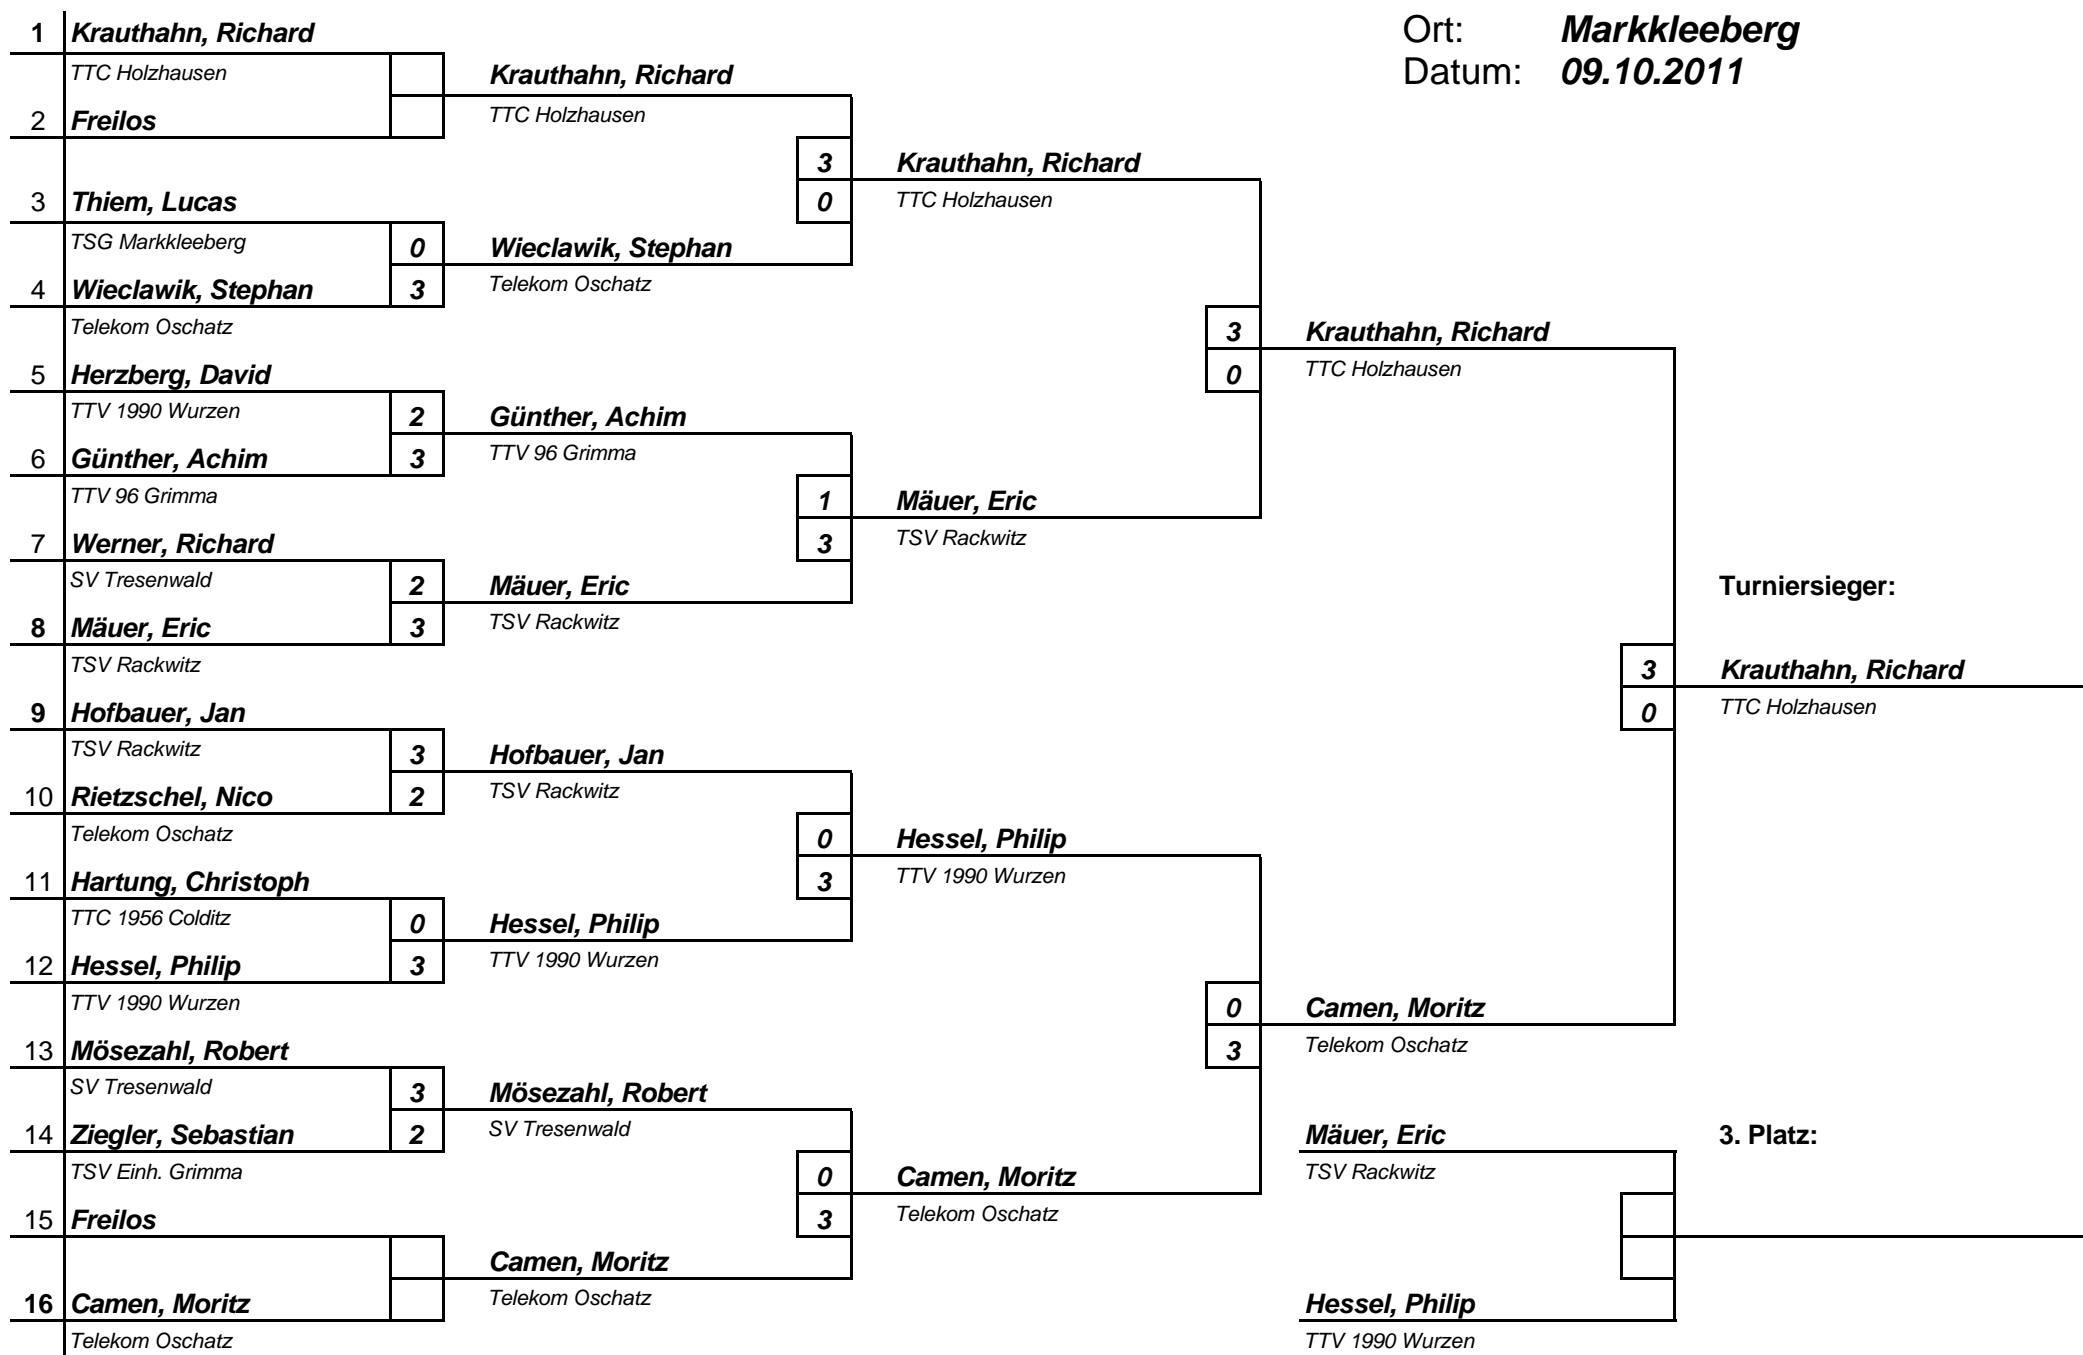 Ort: Markkleeberg
Datum: 09.10.2011
1 Krauthahn, Richard
TTC Holzhausen
2 Freilos
3 Thiem, Lucas
TSG Markkleeberg
0
4 Wieclawik, Stephan
3
Telekom Oschatz
5 Herzberg, David
TTV 1990 Wurzen
2
6 Günther, Achim
3
TTV 96 Grimma
7 Werner, Richard
SV Tresenwald
2
8 Mäuer, Eric
3
TSV Rackwitz
9 Hofbauer, Jan
TSV Rackwitz
3
10 Rietzschel, Nico
2
Telekom Oschatz
11 Hartung, Christoph
TTC 1956 Colditz
0
12 Hessel, Philip
3
TTV 1990 Wurzen
13 Mösezahl, Robert
SV Tresenwald
3
14 Ziegler, Sebastian
2
TSV Einh. Grimma
15 Freilos
16 Camen, Moritz
Telekom Oschatz
Krauthahn, Richard
TTC Holzhausen
3
0
Wieclawik, Stephan
Telekom Oschatz
Günther, Achim
TTV 96 Grimma
1
3
Mäuer, Eric
TSV Rackwitz
Hofbauer, Jan
TSV Rackwitz
0
3
Hessel, Philip
TTV 1990 Wurzen
Mösezahl, Robert
SV Tresenwald
0
3
Camen, Moritz
Telekom Oschatz
Krauthahn, Richard
TTC Holzhausen
3
0
Mäuer, Eric
TSV Rackwitz
Hessel, Philip
TTV 1990 Wurzen
0
3
Camen, Moritz
Telekom Oschatz
Krauthahn, Richard
TTC Holzhausen
3
0
Camen, Moritz
Telekom Oschatz
Turniersieger:
Krauthahn, Richard
TTC Holzhausen
Mäuer, Eric
TSV Rackwitz
Hessel, Philip
TTV 1990 Wurzen
3. Platz: